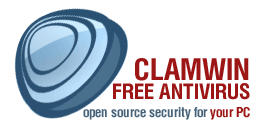 CLAMWIN
FREE ANTIVIRUS
open source security for your PC